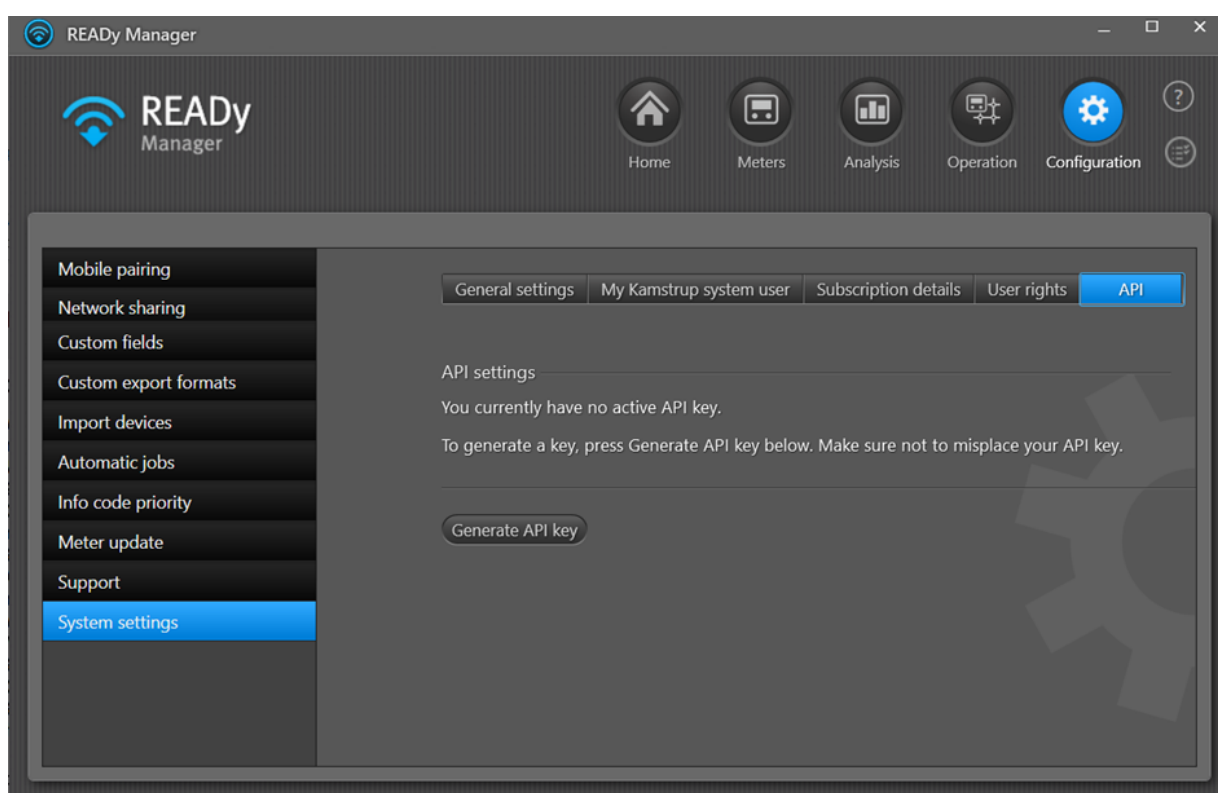 READy Manager
READy
Manager
Home Meters Analysis Operation Configuration
?
Mobile pairing
Network sharing
Custom fields
Custom export formats
Import devices
Automatic jobs
Info code priority
Meter update
Support
System settings
General settings My Kamstrup system user Subscription details User rights API
API settings
You currently have no active API key.
To generate a key, press Generate API key below. Make sure not to misplace your API key.
Generate API key